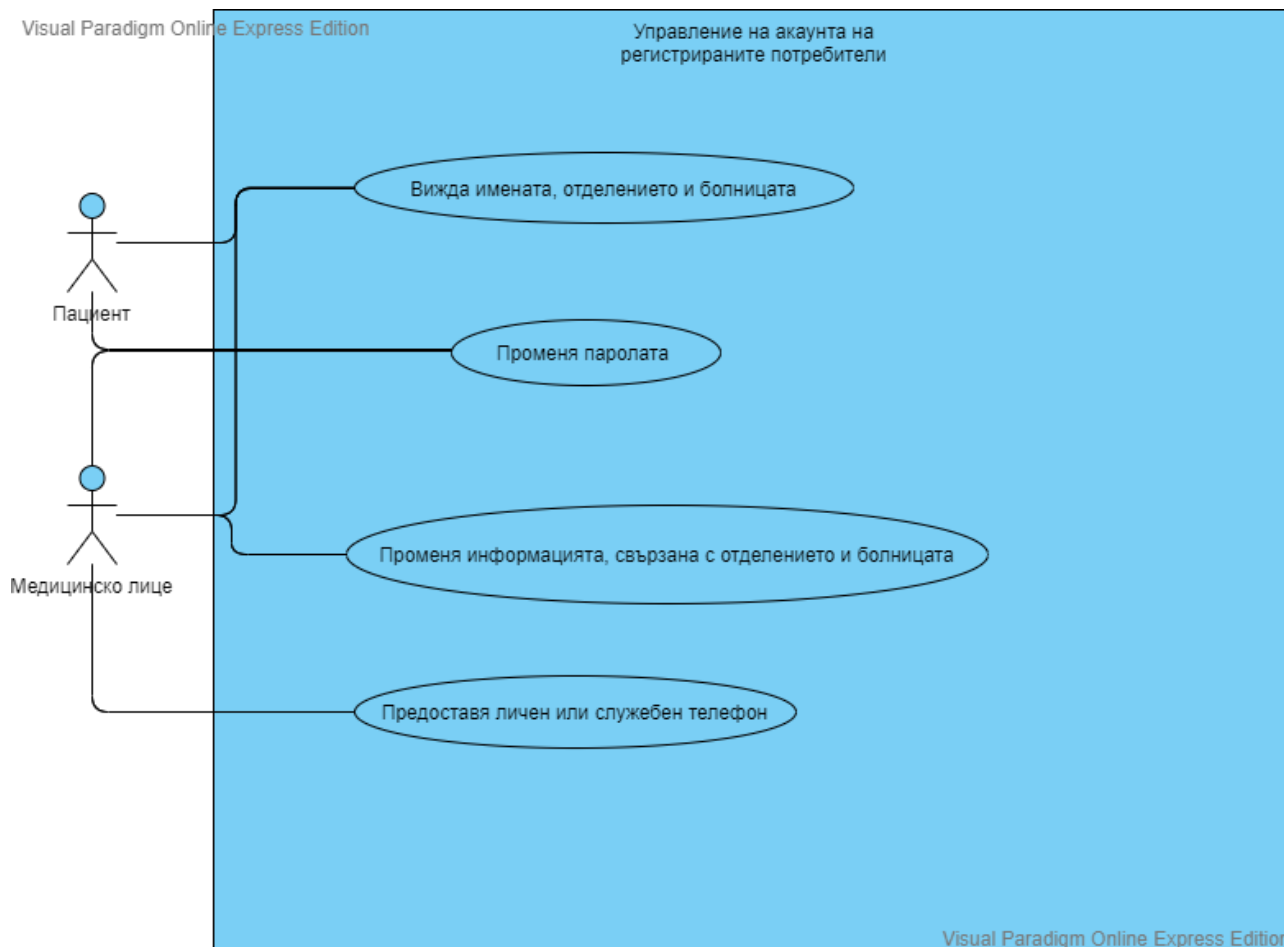 Visual Paradigm Online Express Edition
Управление на акаунта на
регистрираните потребители
Вижда имената, отделението и болницата
Пациент
Променя паролата
Променя информацията, свързана с отделението и болницата
Медицинско лице
Предоставя личен или служебен телефон
Visual Paradigm Online Express Edition